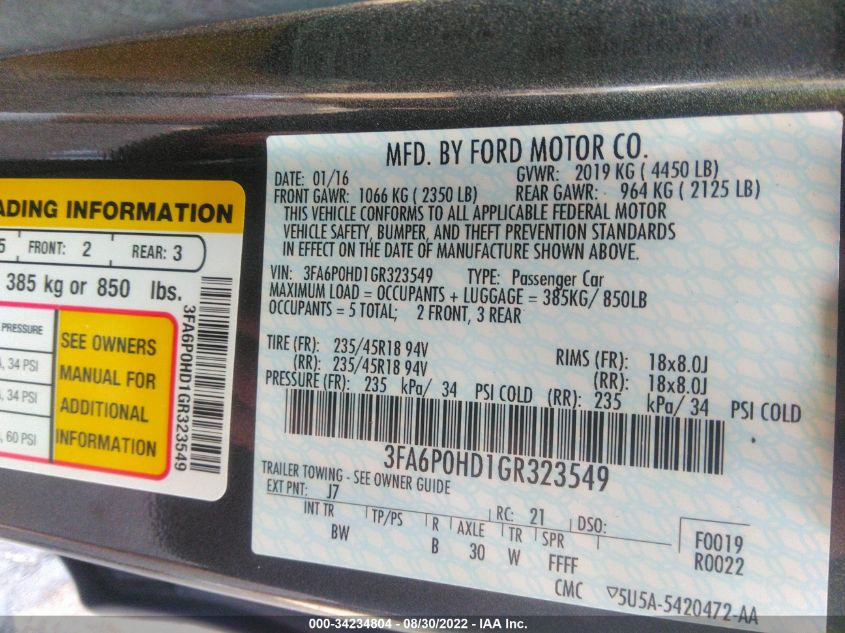 ADING INFORMATION
5 FRONT: 2 REAR: 3
385 kg or 850 lbs.
PRESSURE
34 PSI
34 PSI
60 PSI
SEE OWNERS
MANUAL FOR
ADDITIONAL
INFORMATION
3FA6P0HD1GR323549
MFD. BY FORD MOTOR CO.
DATE: 01/16 GVWR: 2019 KG ( 4450 LB)
FRONT GAWR: 1066 KG ( 2350 LB) REAR GAWR: 964 KG ( 2125 LB)
THIS VEHICLE CONFORMS TO ALL APPLICABLE FEDERAL MOTOR
VEHICLE SAFETY, BUMPER, AND THEFT PREVENTION STANDARDS
IN EFFECT ON THE DATE OF MANUFACTURE SHOWN ABOVE.
VIN: 3FA6P0HD1GR323549 TYPE: Passenger Car
MAXIMUM LOAD = OCCUPANTS + LUGGAGE = 385KG/ 850LB
OCCUPANTS = 5 TOTAL; 2 FRONT, 3 REAR
TIRE (FR): 235/45R18 94V RIMS (FR): 18x8.0J
(RR): 235/45R18 94V (RR): 18x8.0J
PRESSURE (FR): 235 kPa/ 34 PSI COLD (RR): 235 kPa/ 34 PSI COLD
3FA6P0HD1GR323549
TRAILER TOWING - SEE OWNER GUIDE
EXT PNT: J7 RC: 21 DSO:
INT TR TP/PS R AXLE TR SPR F0019
BW B 30 W FFFF R0022
CMC ▽5U5A-5420472-AA
000-34234804 - 08/30/2022 - IAA Inc.